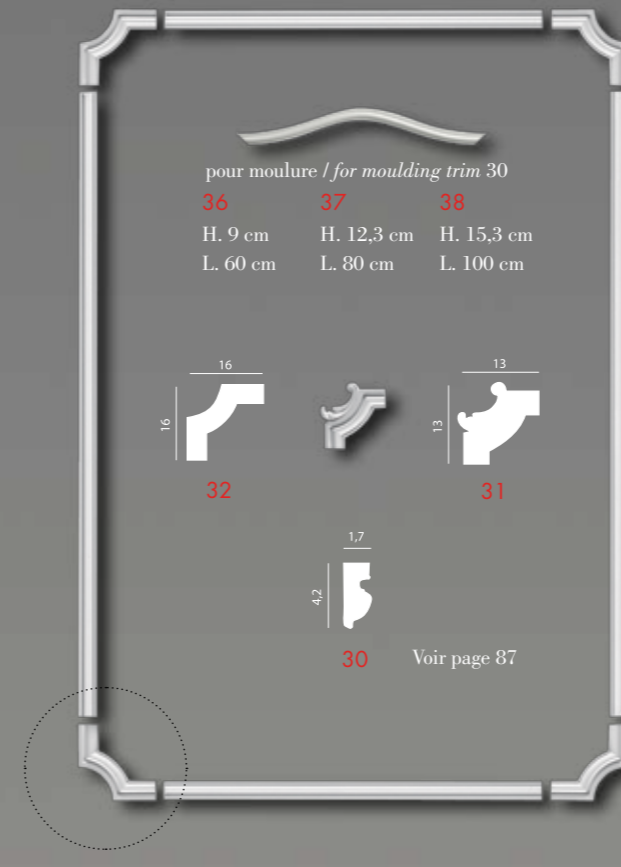 pour moulure / for moulding trim 30
36 37 38
H. 9 cm H. 12,3 cm H. 15,3 cm
L. 60 cm L. 80 cm L. 100 cm
16 13
16 13
32 31
1,7
4,2
30 Voir page 87